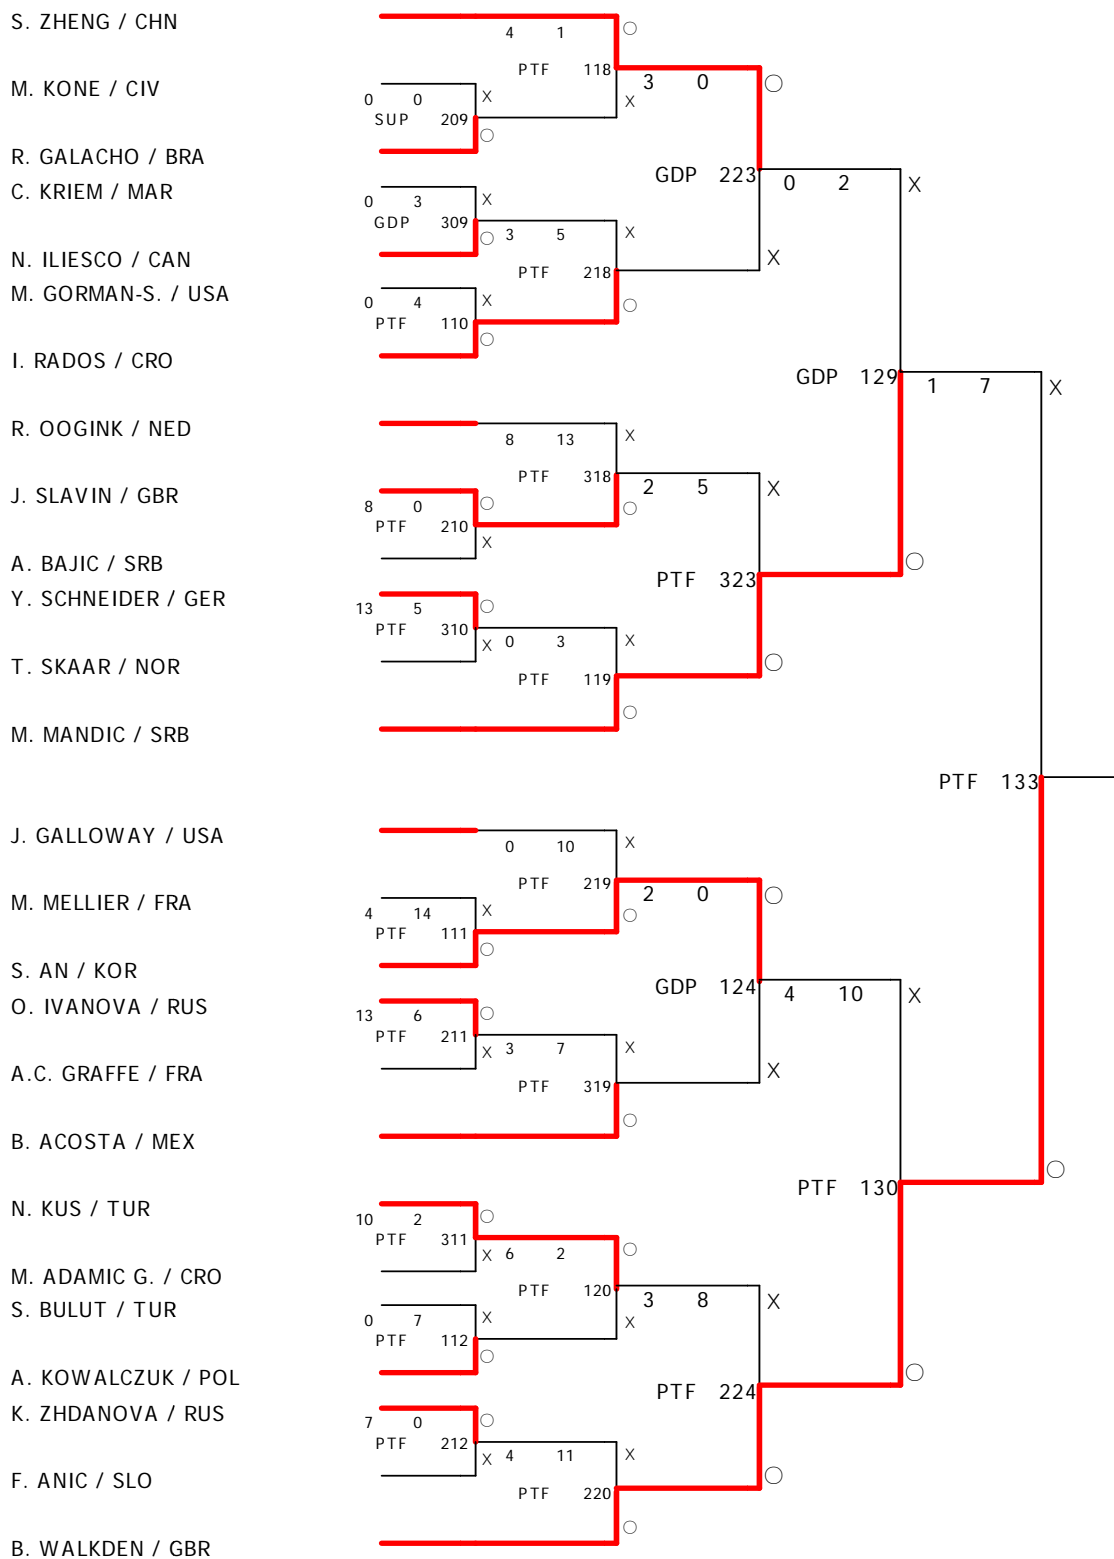 S. ZHENG / CHN
4 1
PTF 118
M. KONE / CIV
0 0
SUP 209
X
X
3 0
R. GALACHO / BRA
C. KRIEM / MAR
0 3
GDP 309
X
GDP 223
0 2
X
N. ILIESCO / CAN
3 5
PTF 218
X
X
M. GORMAN-S. / USA
0 4
PTF 110
X
I. RADOS / CRO
GDP 129
1 7
X
R. OOGINK / NED
8 13
PTF 318
X
J. SLAVIN / GBR
8 0
PTF 210
X
2 5
X
A. BAJIC / SRB
Y. SCHNEIDER / GER
13 5
PTF 310
X
PTF 323
T. SKAAR / NOR
0 3
PTF 119
X
M. MANDIC / SRB
PTF 133
J. GALLOWAY / USA
0 10
PTF 219
X
M. MELLIER / FRA
4 14
PTF 111
X
2 0
S. AN / KOR
O. IVANOVA / RUS
13 6
PTF 211
X
GDP 124
4 10
X
A.C. GRAFFE / FRA
3 7
PTF 319
X
X
B. ACOSTA / MEX
N. KUS / TUR
10 2
PTF 311
X
PTF 130
M. ADAMIC G. / CRO
6 2
PTF 120
X
S. BULUT / TUR
0 7
PTF 112
X
3 8
X
A. KOWALCZUK / POL
K. ZHDANOVA / RUS
7 0
PTF 212
X
PTF 224
F. ANIC / SLO
4 11
PTF 220
X
B. WALKDEN / GBR